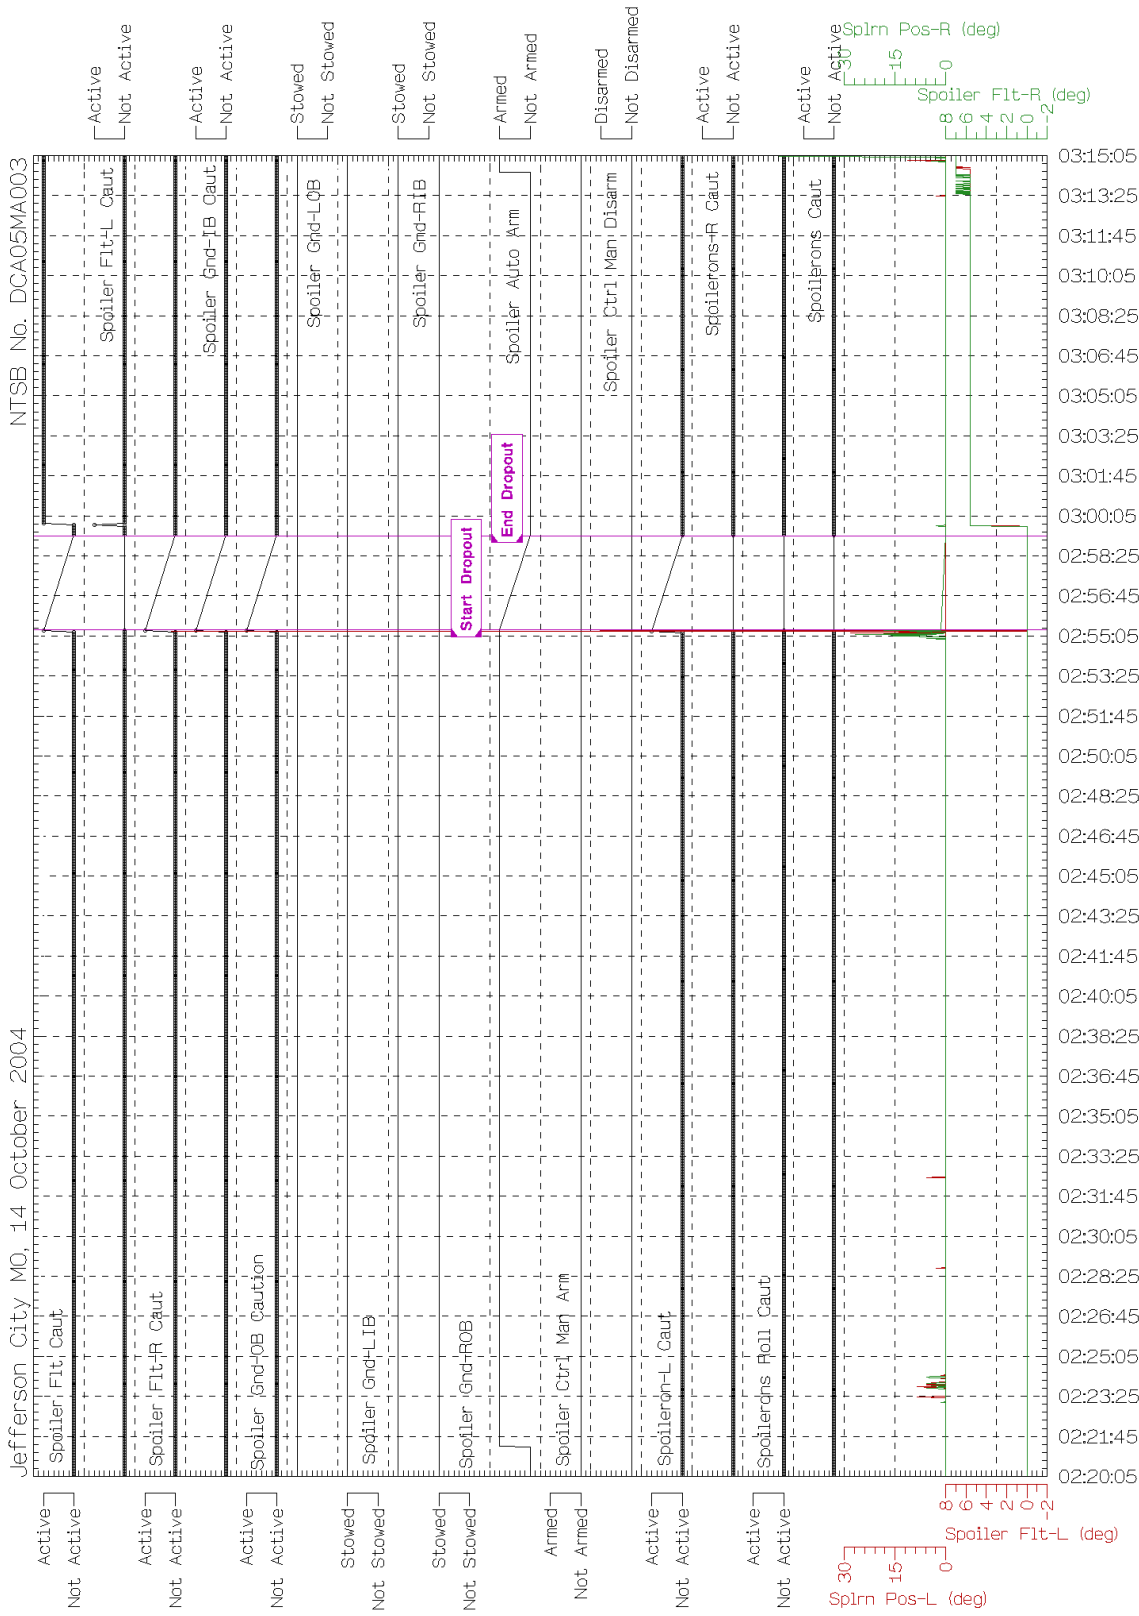 Jefferson City MO, 14 October 2004
NTSB No. DCA05MA003
Active
Not Active
Spoiler Flt Caut
Active
Not Active
Spoiler Flt-L Caut
Active
Not Active
Spoiler Flt-R Caut
Active
Not Active
Spoiler Gnd-IB Caut
Active
Not Active
Spoiler Gnd-OB Caution
Stowed
Not Stowed
Spoiler Gnd-LOB
Stowed
Not Stowed
Spoiler Gnd-LIB
Stowed
Not Stowed
Spoiler Gnd-RIB
Stowed
Not Stowed
Spoiler Gnd-ROB
Armed
Not Armed
Spoiler Auto Arm
Armed
Not Armed
Spoiler Ctrl Man Arm
Disarmed
Not Disarmed
Spoiler Ctrl Man Disarm
Active
Not Active
Spoileron-L Caut
Active
Not Active
Spoilerons-R Caut
Active
Not Active
Spoilerons Roll Caut
Active
Not Active
Spoilerons Caut
Start Dropout
End Dropout
30
15
0
Splrn Pos-L (deg)
30
15
0
Splrn Pos-R (deg)
8
6
4
2
0
-2
Spoiler Flt-L (deg)
8
6
4
2
0
-2
Spoiler Flt-R (deg)
02:20:05
02:21:45
02:23:25
02:25:05
02:26:45
02:28:25
02:30:05
02:31:45
02:33:25
02:35:05
02:36:45
02:38:25
02:40:05
02:41:45
02:43:25
02:45:05
02:46:45
02:48:25
02:50:05
02:51:45
02:53:25
02:55:05
02:56:45
02:58:25
03:00:05
03:01:45
03:03:25
03:05:05
03:06:45
03:08:25
03:10:05
03:11:45
03:13:25
03:15:05